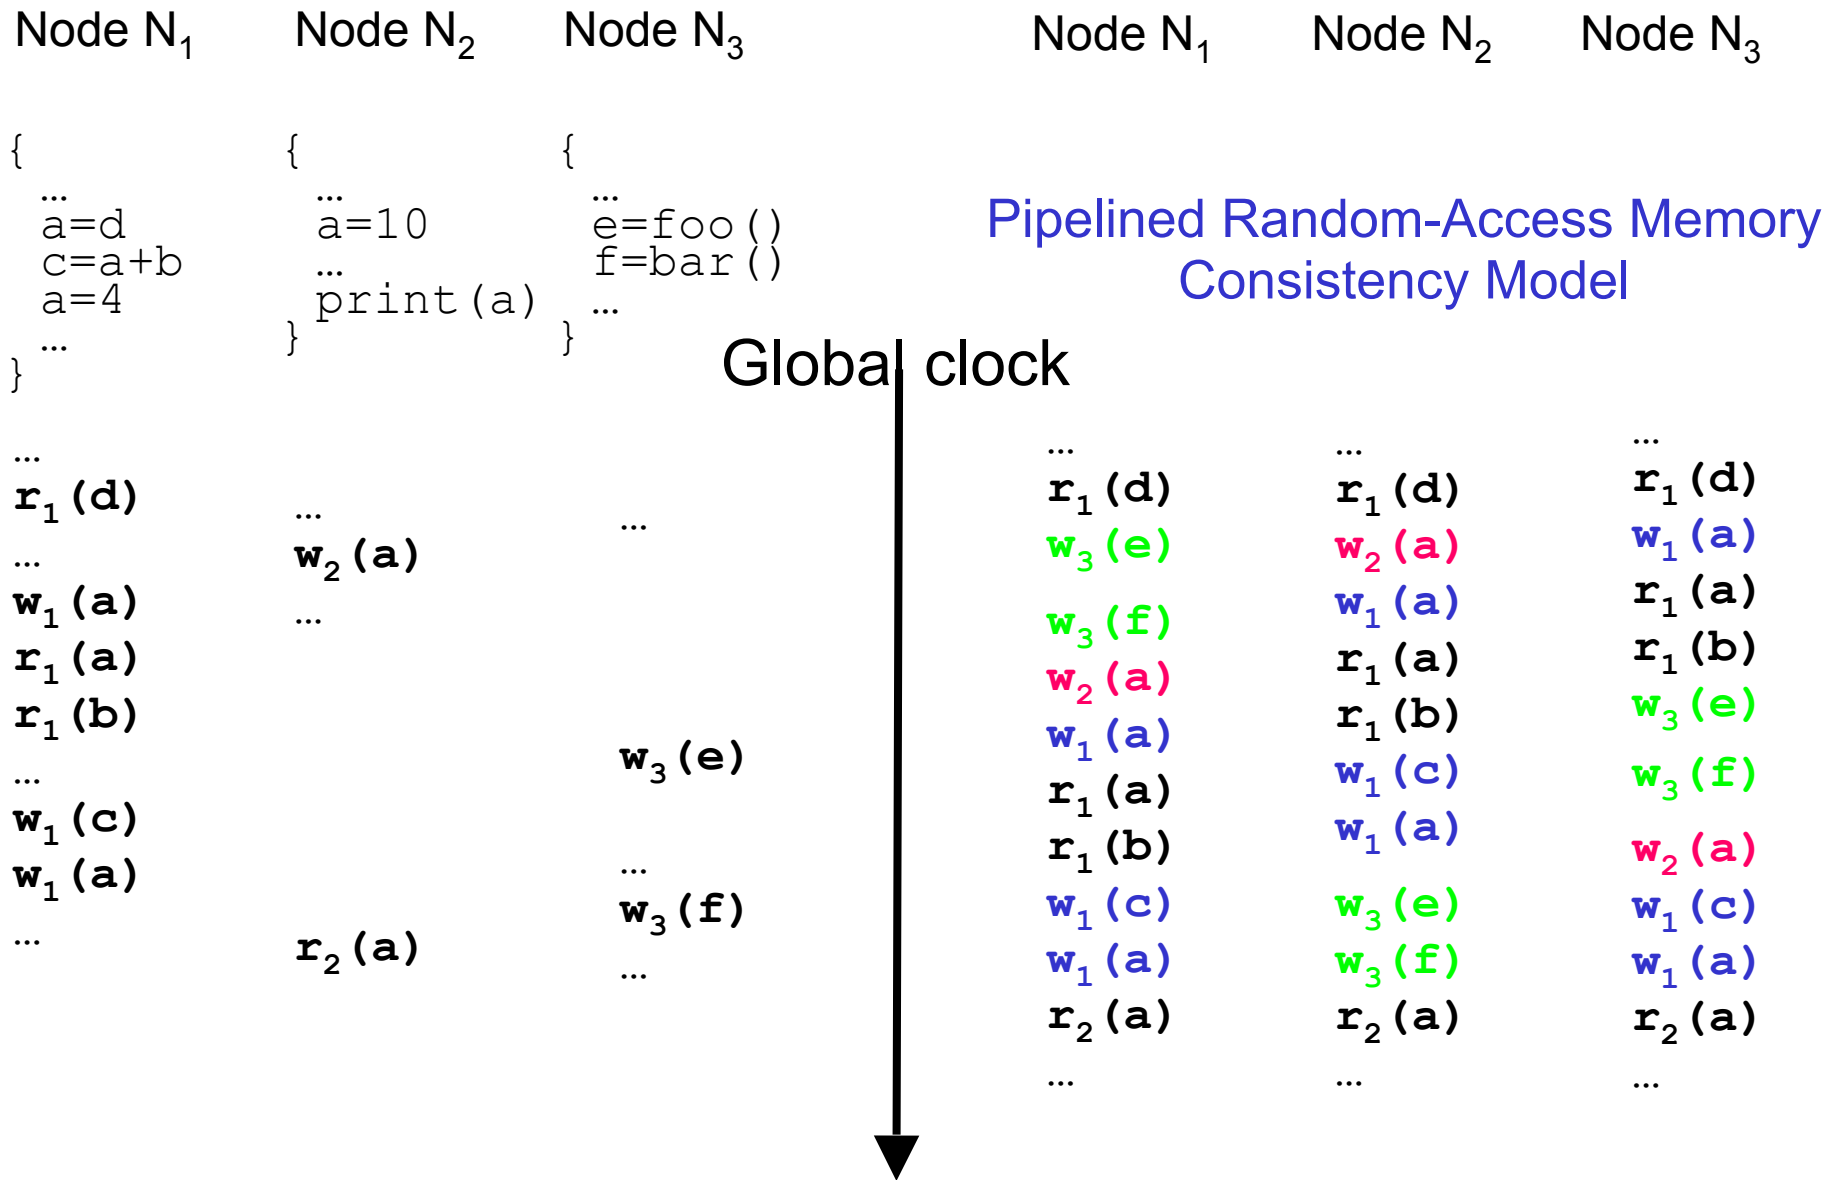 Node N1 Node N2 Node N3 Node N1 Node N2 Node N3
{ { {
… … …
a=d a=10 e=foo() Pipelined Random-Access Memory
c=a+b … f=bar() Consistency Model
a=4 print(a) …
… } }
}
Global clock
… … … …
r1(d) … … r1(d) r1(d) r1(d)
… w2(a) w3(e) w2(a) w1(a)
w1(a) … w3(f) w1(a) r1(a)
r1(a) w2(a) r1(a) r1(b)
r1(b) w1(a) r1(b) w3(e)
… w3(e) r1(a) w1(c) w3(f)
w1(c) r1(b) w1(a) w2(a)
w1(a) … w1(c) w3(e) w1(c)
… r2(a) w3(f) w1(a) w3(f) w1(a)
… r2(a) r2(a) r2(a)
… … …